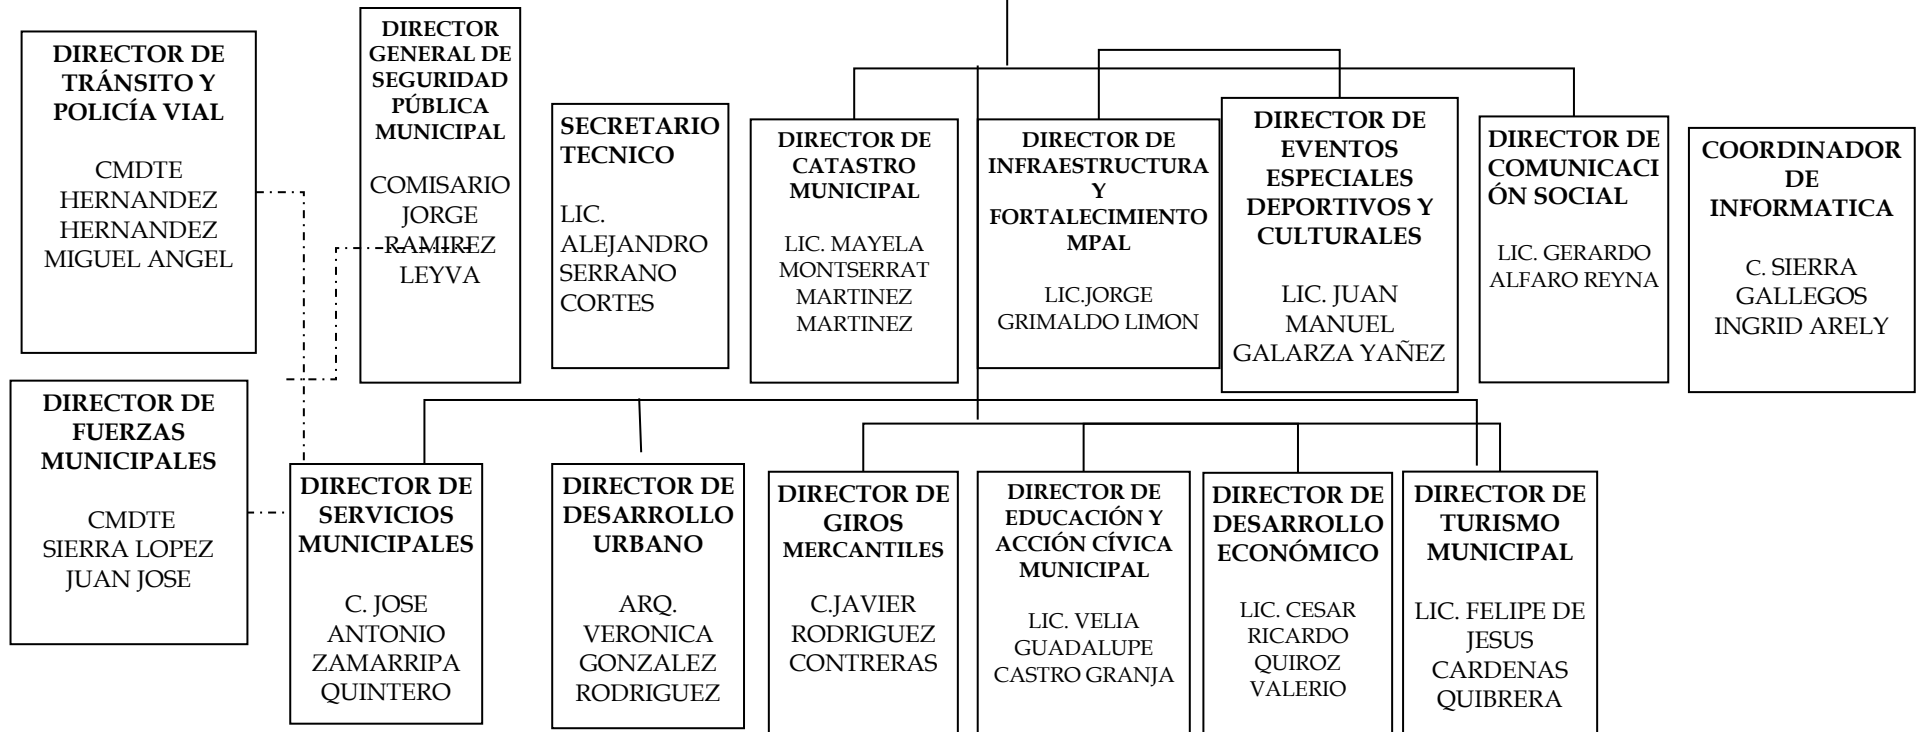 DIRECTOR DE
TRÁNSITO Y
POLICÍA VIAL
CMDTE
HERNANDEZ
HERNANDEZ
MIGUEL ANGEL
DIRECTOR
GENERAL DE
SEGURIDAD
PÚBLICA
MUNICIPAL
COMISARIO
JORGE
RAMIREZ
LEYVA
SECRETARIO
TECNICO
LIC.
ALEJANDRO
SERRANO
CORTES
DIRECTOR DE
CATASTRO
MUNICIPAL
LIC. MAYELA
MONTSERRAT
MARTINEZ
MARTINEZ
DIRECTOR DE
INFRAESTRUCTURA
Y
FORTALECIMIENTO
MPAL
LIC.JORGE
GRIMALDO LIMON
DIRECTOR DE
EVENTOS
ESPECIALES
DEPORTIVOS Y
CULTURALES
LIC. JUAN
MANUEL
GALARZA YAÑEZ
DIRECTOR DE
COMUNICACI
ÓN SOCIAL
LIC. GERARDO
ALFARO REYNA
COORDINADOR
DE
INFORMATICA
C. SIERRA
GALLEGOS
INGRID ARELY
DIRECTOR DE
FUERZAS
MUNICIPALES
CMDTE
SIERRA LOPEZ
JUAN JOSE
DIRECTOR DE
SERVICIOS
MUNICIPALES
C. JOSE
ANTONIO
ZAMARRIPA
QUINTERO
DIRECTOR DE
DESARROLLO
URBANO
ARQ.
VERONICA
GONZALEZ
RODRIGUEZ
DIRECTOR DE
GIROS
MERCANTILES
C.JAVIER
RODRIGUEZ
CONTRERAS
DIRECTOR DE
EDUCACIÓN Y
ACCIÓN CÍVICA
MUNICIPAL
LIC. VELIA
GUADALUPE
CASTRO GRANJA
DIRECTOR DE
DESARROLLO
ECONÓMICO
LIC. CESAR
RICARDO
QUIROZ
VALERIO
DIRECTOR DE
TURISMO
MUNICIPAL
LIC. FELIPE DE
JESUS
CARDENAS
QUIBRERA